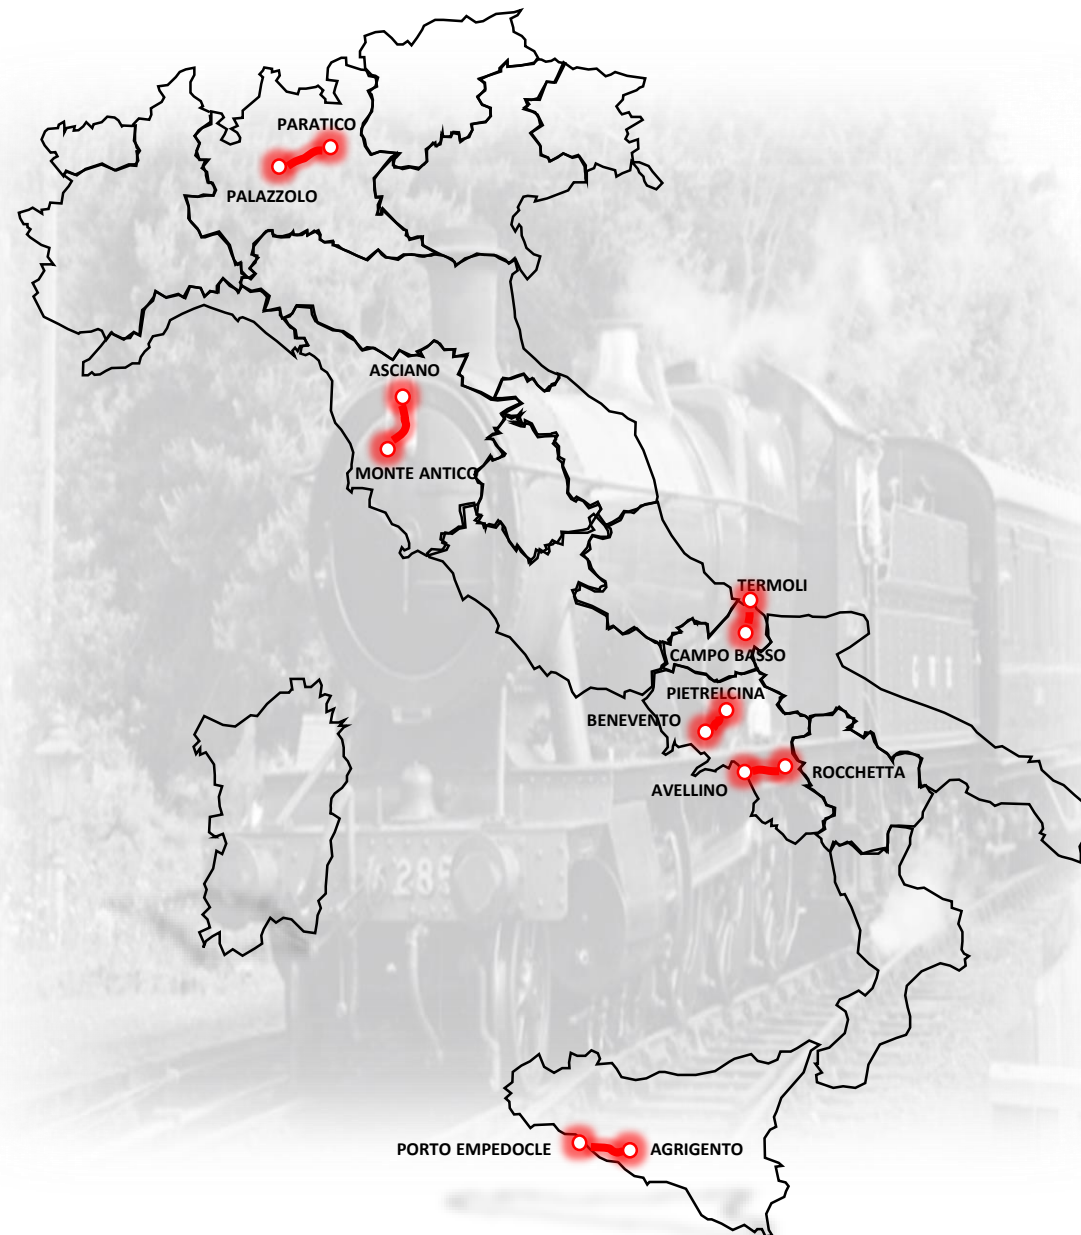 PARATICO
PALAZZOLO
ASCIANO
MONTE ANTICO
TERMOLI
CAMPO BASSO
PIETRELCINA
BENEVENTO
ROCCHETTA
AVELLINO
PORTO EMPEDOCLE
AGRIGENTO